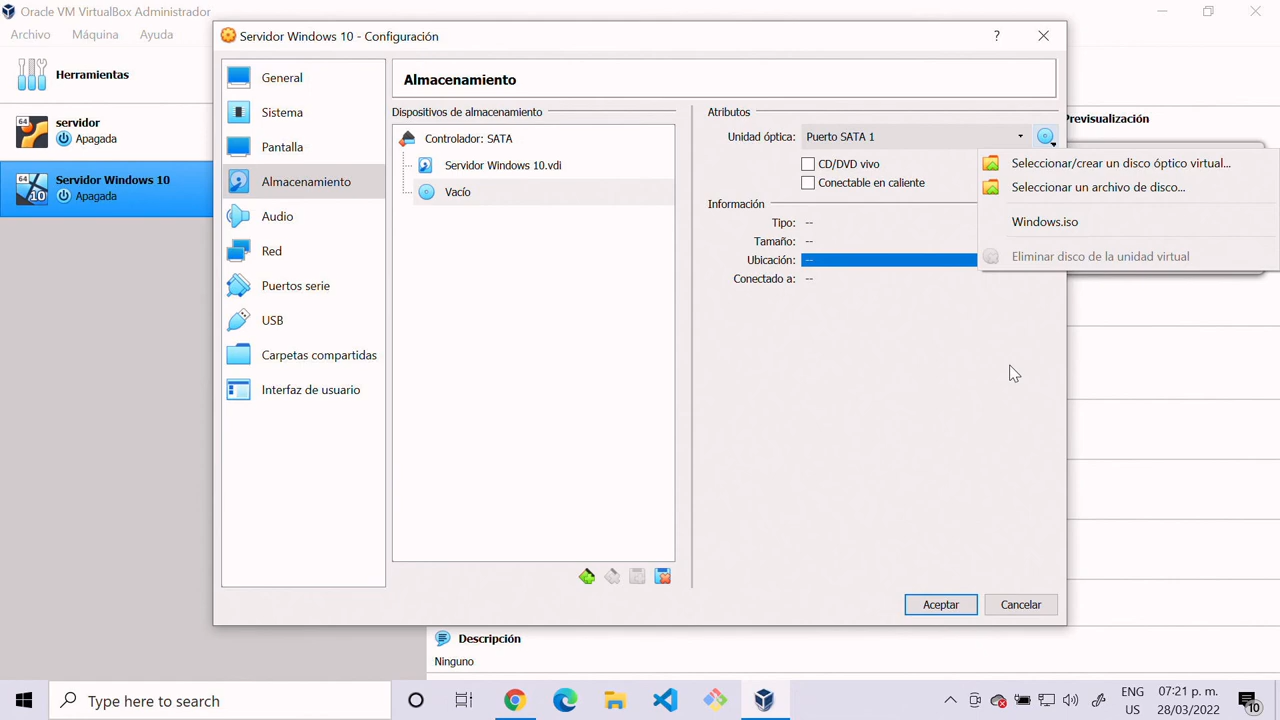 Oracle VM VirtualBox Administrador
Archivo Máquina Ayuda
Herramientas
64
servidor
Apagada
64
10
Servidor Windows 10
Apagada
Servidor Windows 10 - Configuración
?
General
Sistema
Pantalla
Almacenamiento
Audio
Red
Puertos serie
USB
Carpetas compartidas
Interfaz de usuario
Almacenamiento
Dispositivos de almacenamiento
Controlador: SATA
Servidor Windows 10.vdi
Vacío
Atributos
Unidad óptica: Puerto SATA 1
CD/DVD vivo
Conectable en caliente
Información
Tipo: --
Tamaño: --
Ubicación: --
Conectado a: --
Seleccionar/crear un disco óptico virtual...
Seleccionar un archivo de disco...
Windows.iso
Eliminar disco de la unidad virtual
Aceptar Cancelar
Previsualización
Descripción
Ninguno
Type here to search
ENG
US
07:21 p. m.
28/03/2022
10